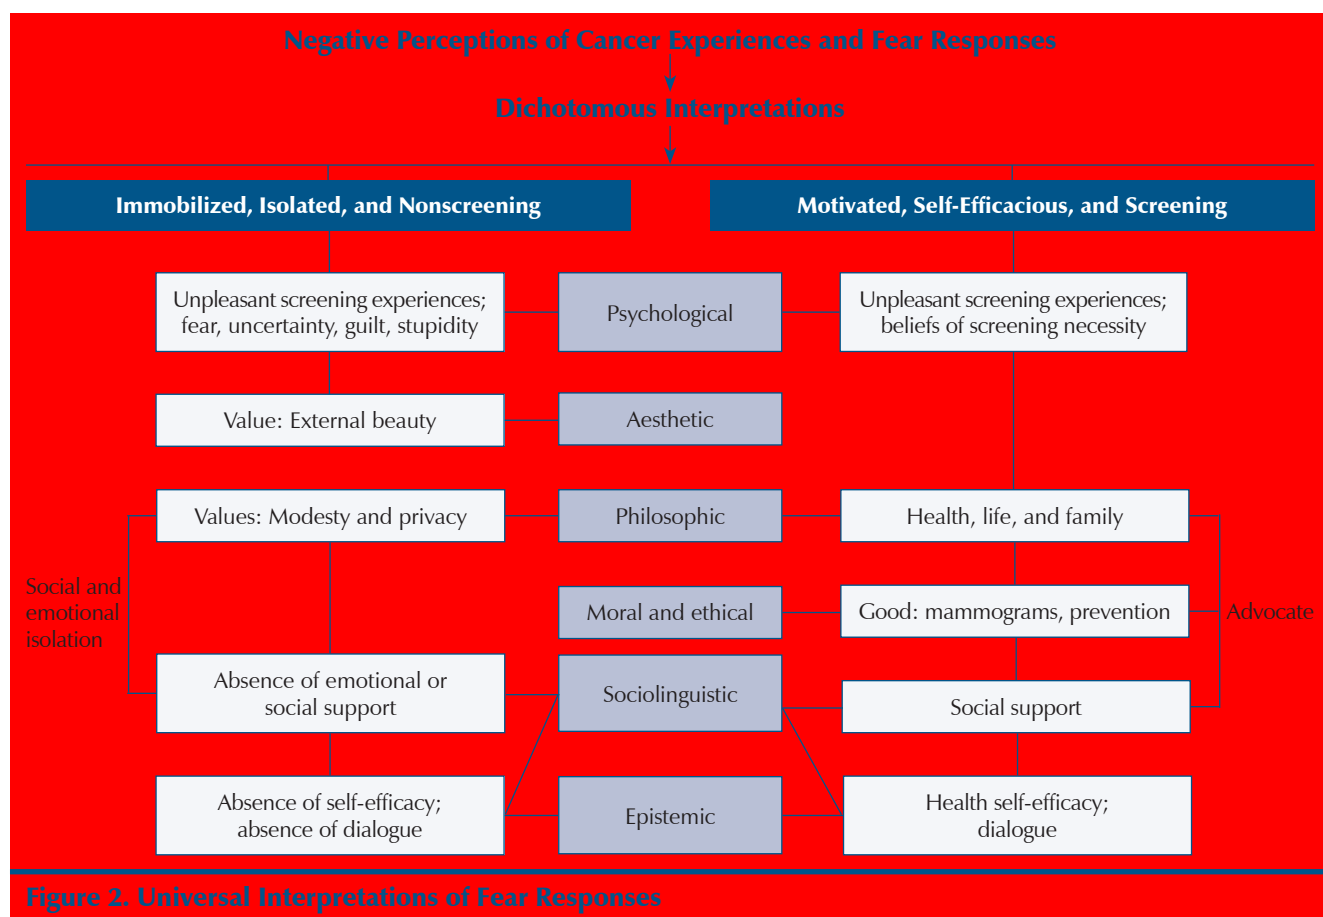 Negative Perceptions of Cancer Experiences and Fear Responses
Dichotomous Interpretations
Immobilized, Isolated, and Nonscreening
Motivated, Self-Efficacious, and Screening
Unpleasant screening experiences;
fear, uncertainty, guilt, stupidity
Psychological
Unpleasant screening experiences;
beliefs of screening necessity
Value: External beauty
Aesthetic
Values: Modesty and privacy
Philosophic
Health, life, and family
Social and
emotional
isolation
Moral and ethical
Good: mammograms, prevention
Advocate
Absence of emotional or
social support
Sociolinguistic
Social support
Absence of self-efficacy;
absence of dialogue
Epistemic
Health self-efficacy;
dialogue
Figure 2. Universal Interpretations of Fear Responses